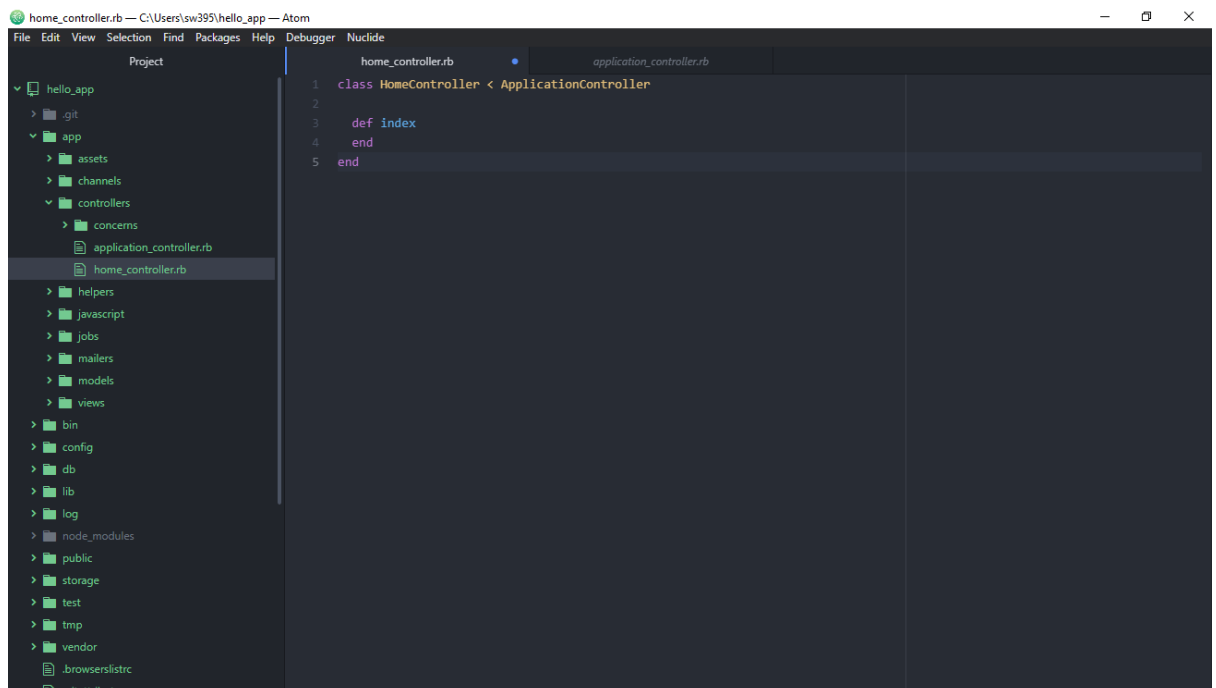 home_controller.rb — C:\Users\sw395\hello_app — Atom
File Edit View Selection Find Packages Help Debugger Nuclide
Project
home_controller.rb
application_controller.rb
hello_app
.git
app
assets
channels
controllers
concerns
application_controller.rb
home_controller.rb
helpers
javascript
jobs
mailers
models
views
bin
config
db
lib
log
node_modules
public
storage
test
tmp
vendor
.browserslistrc
1 class HomeController < ApplicationController
2
3 def index
4 end
5 end